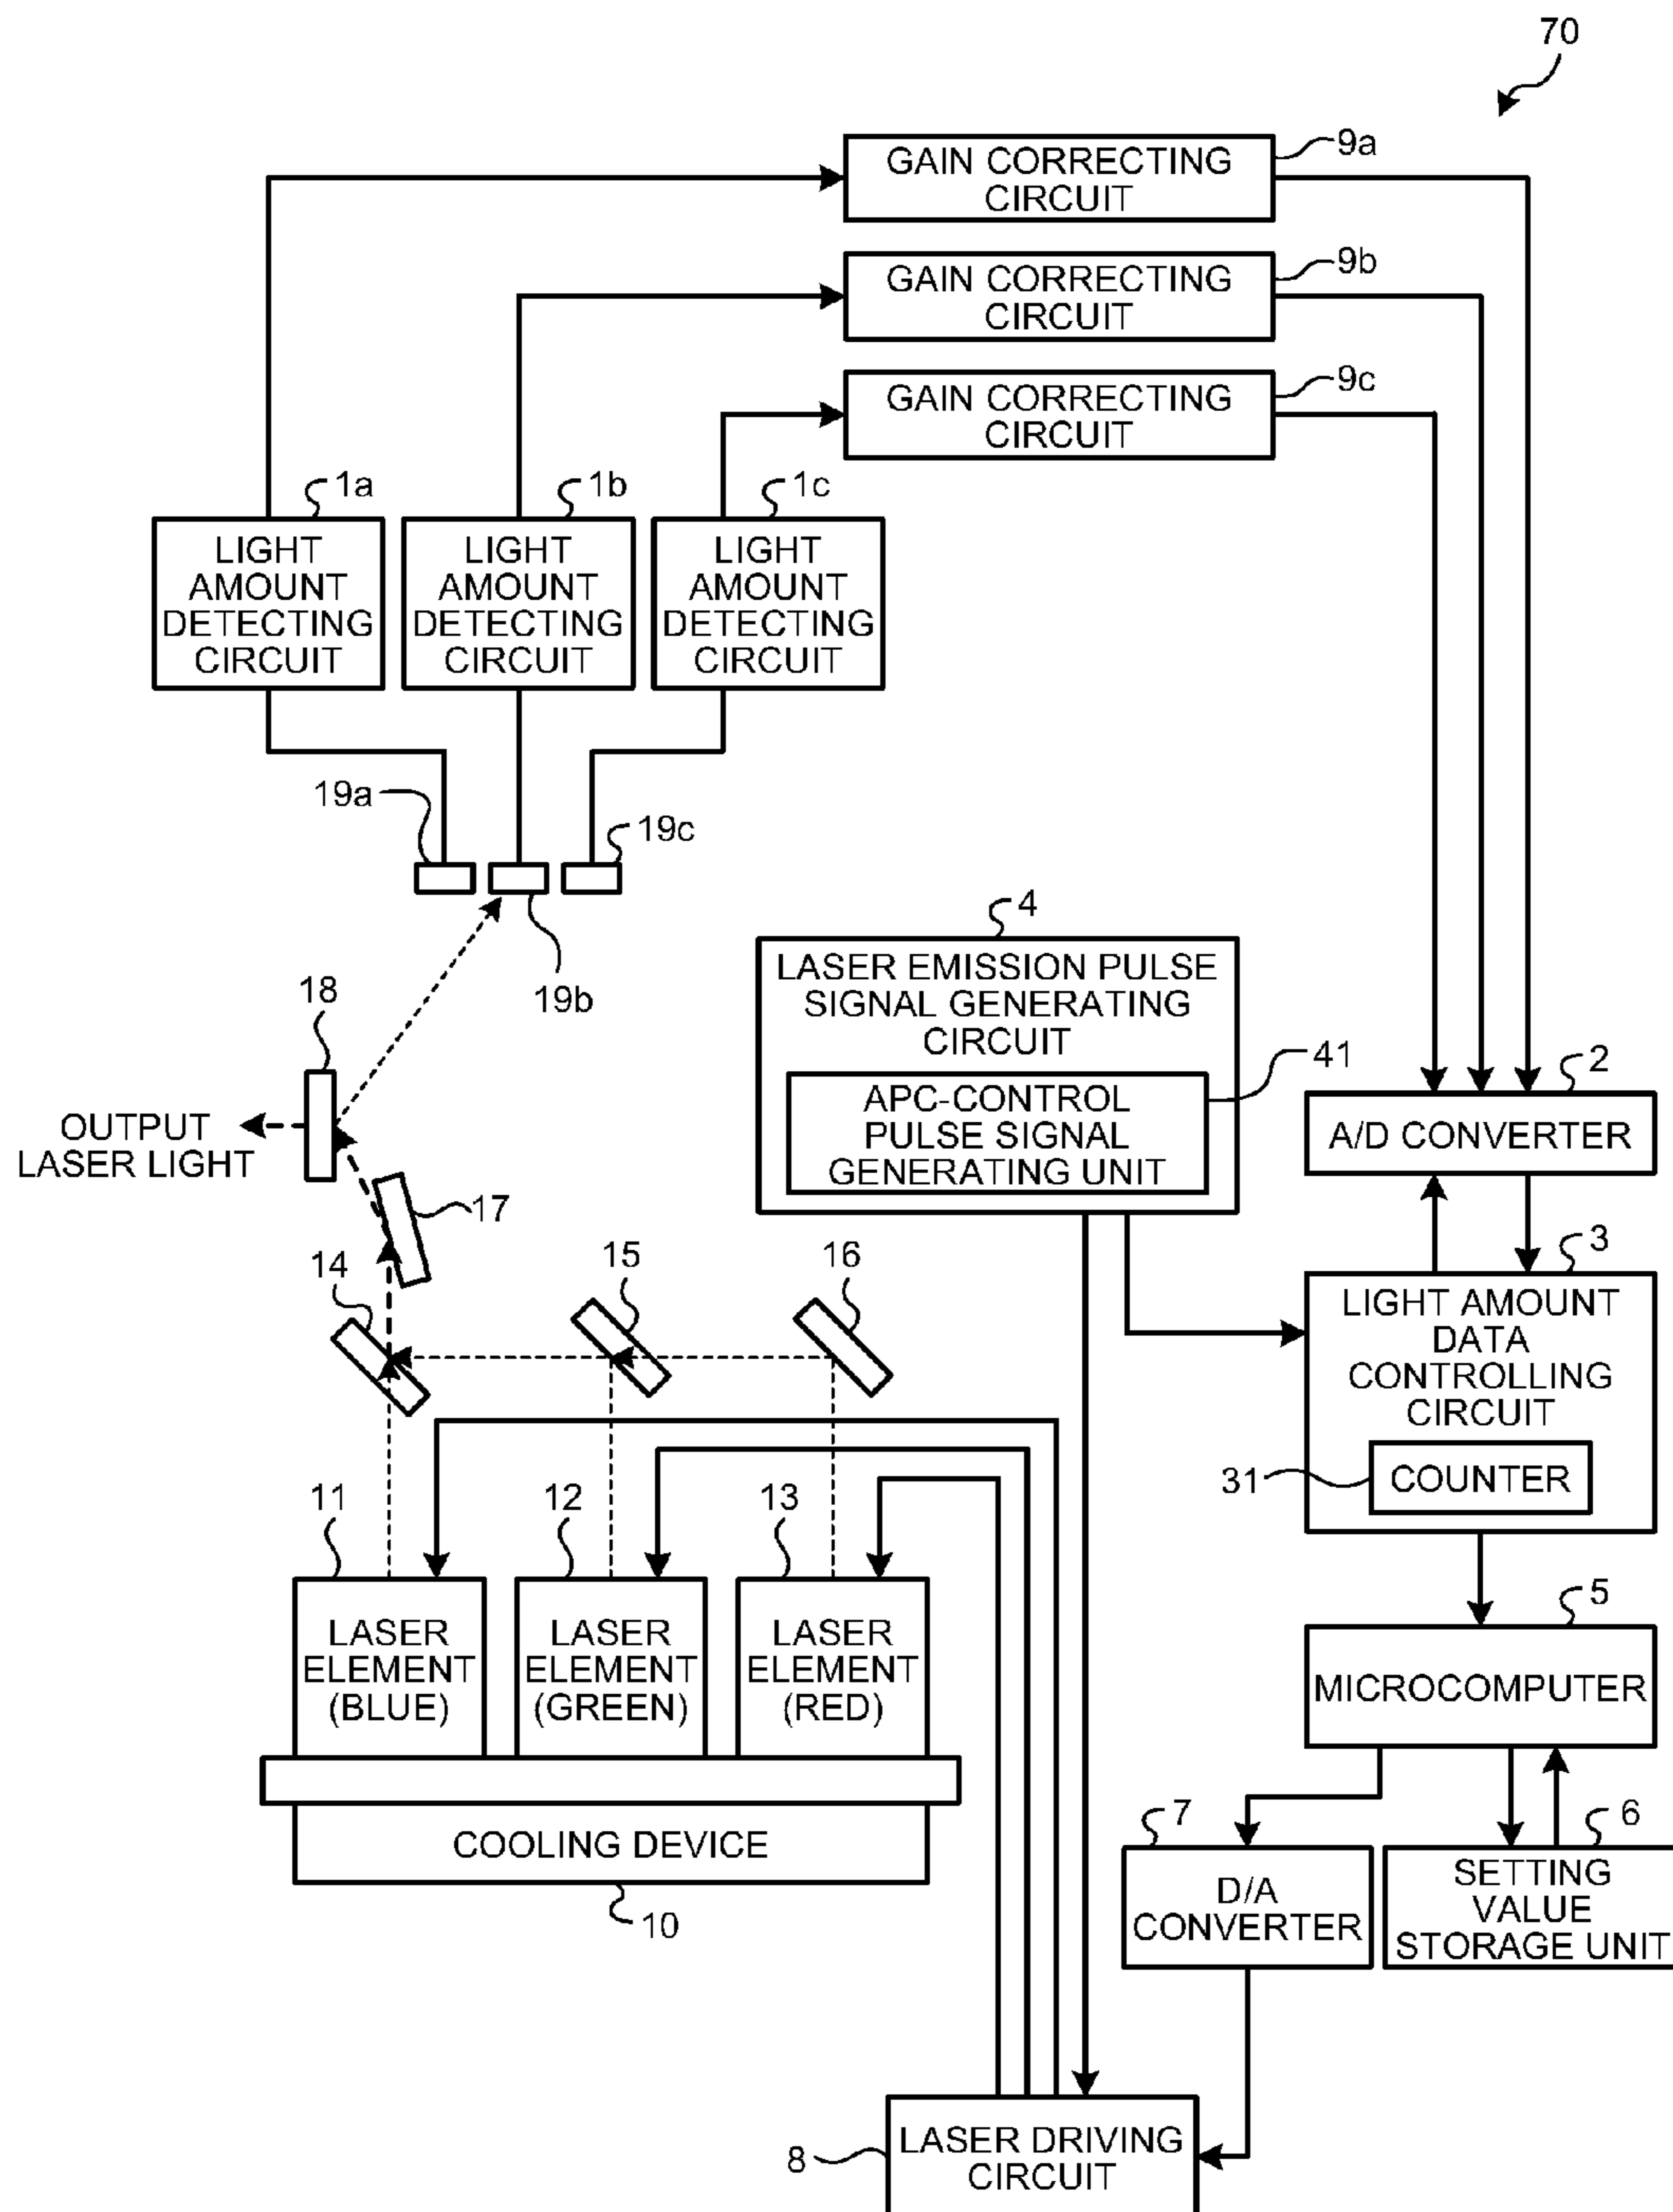 70
GAIN CORRECTING
CIRCUIT
9a
GAIN CORRECTING
CIRCUIT
9b
GAIN CORRECTING
CIRCUIT
9c
1a
LIGHT
AMOUNT
DETECTING
CIRCUIT
1b
LIGHT
AMOUNT
DETECTING
CIRCUIT
1c
LIGHT
AMOUNT
DETECTING
CIRCUIT
19a
19c
19b
18
OUTPUT
LASER LIGHT
17
14
15
16
4
LASER EMISSION PULSE
SIGNAL GENERATING
CIRCUIT
41
APC-CONTROL
PULSE SIGNAL
GENERATING UNIT
2
A/D CONVERTER
3
LIGHT AMOUNT
DATA
CONTROLLING
CIRCUIT
31
COUNTER
11
LASER
ELEMENT
(BLUE)
12
LASER
ELEMENT
(GREEN)
13
LASER
ELEMENT
(RED)
COOLING DEVICE
10
5
MICROCOMPUTER
7
D/A
CONVERTER
6
SETTING
VALUE
STORAGE UNIT
8
LASER DRIVING
CIRCUIT